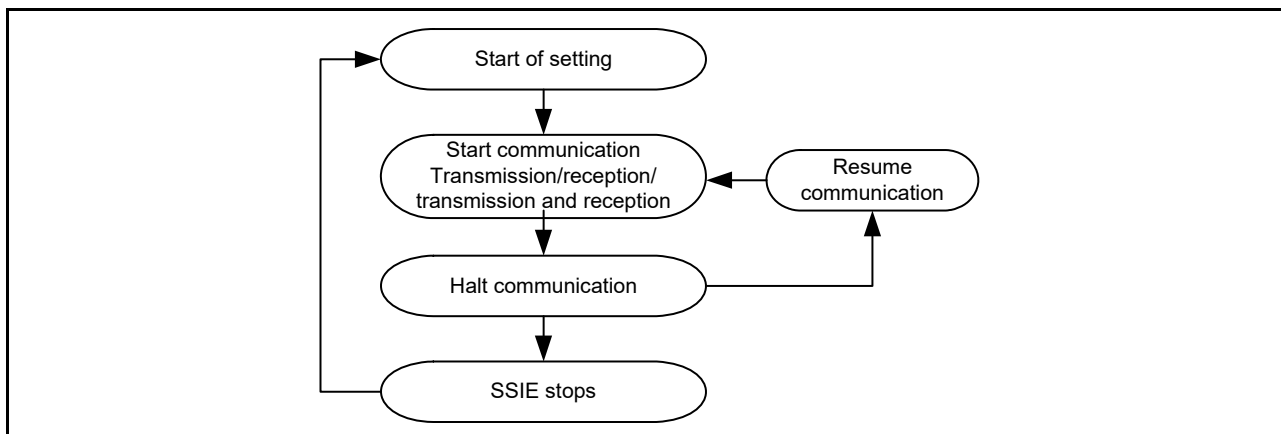 Start of setting
Start communication
Transmission/reception/
transmission and reception
Resume
communication
Halt communication
SSIE stops